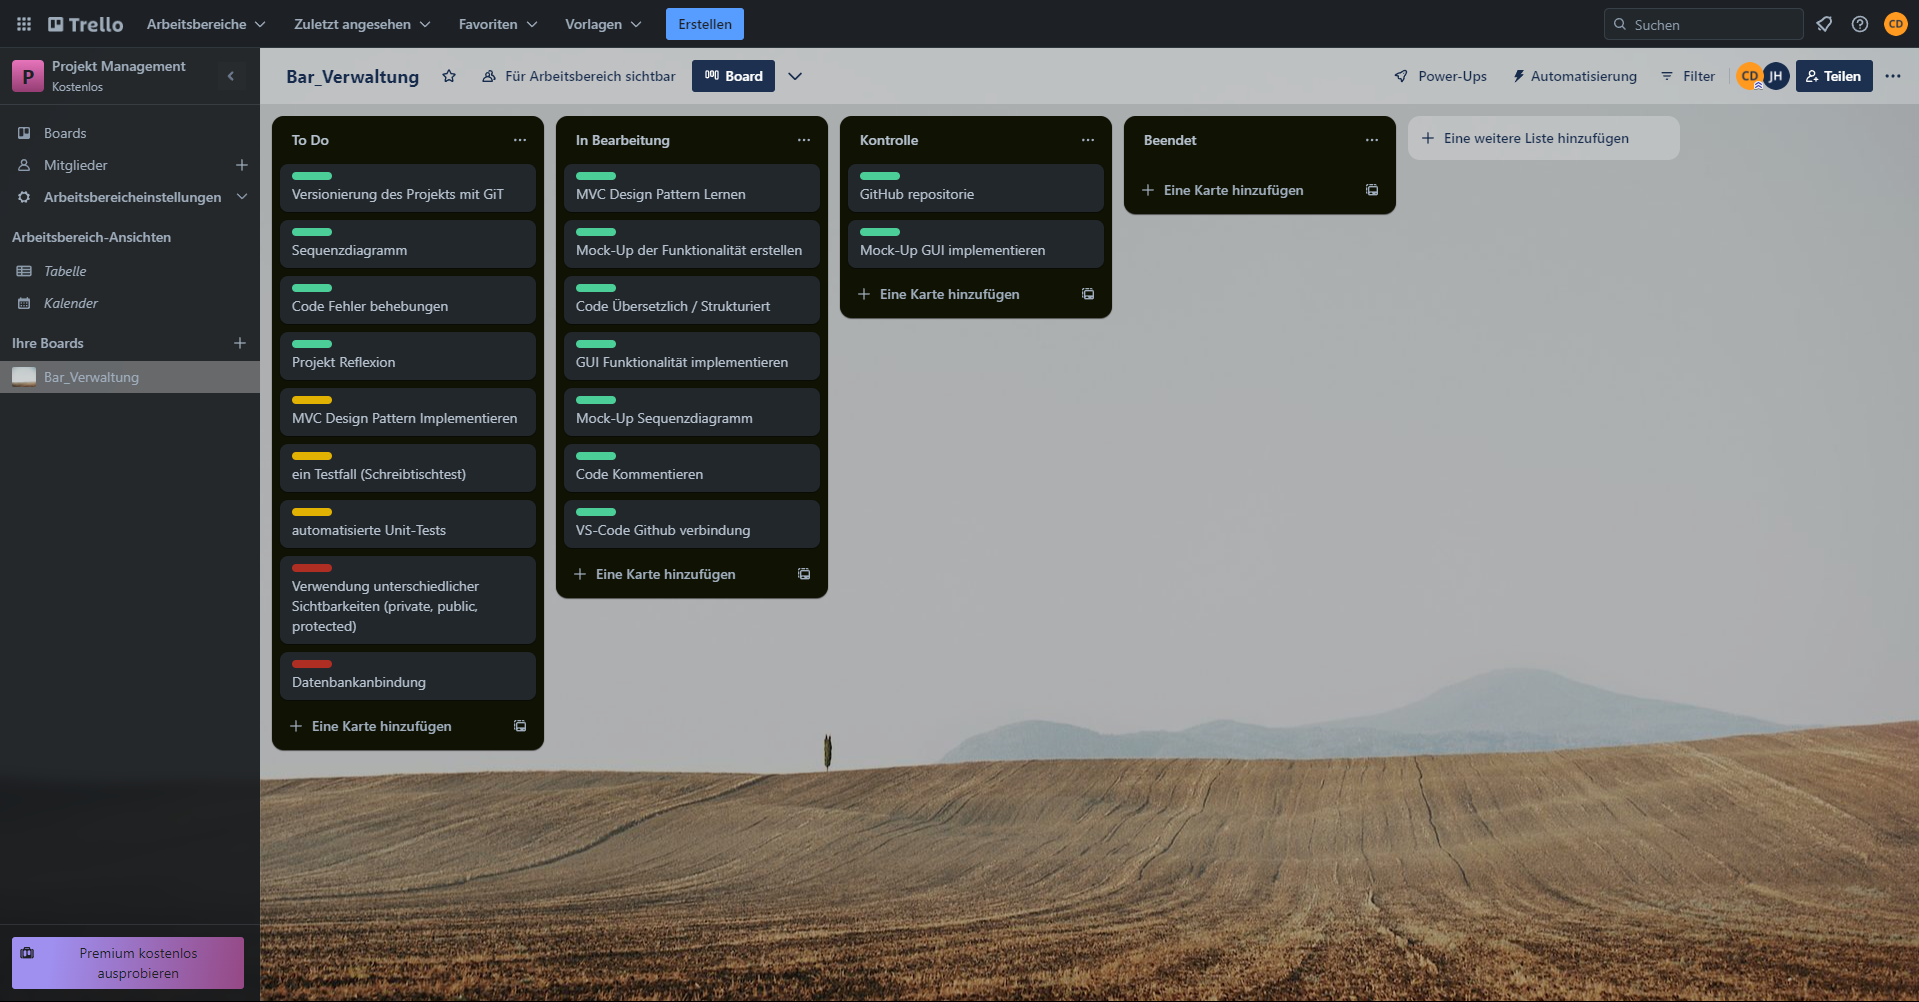 Trello
Arbeitsbereiche
Zuletzt angesehen
Favoriten
Vorlagen
Erstellen
Suchen
CD
P
Projekt Management
Kostenlos
Bar_Verwaltung
Für Arbeitsbereich sichtbar
Board
Power-Ups
Automatisierung
Filter
CD
JH
Teilen
Boards
Mitglieder
Arbeitsbereicheinstellungen
Arbeitsbereich-Ansichten
Tabelle
Kalender
Ihre Boards
Bar_Verwaltung
Premium kostenlos
ausprobieren
To Do
Versionierung des Projekts mit GiT
Sequenzdiagramm
Code Fehler behebungen
Projekt Reflexion
MVC Design Pattern Implementieren
ein Testfall (Schreibtischtest)
automatisierte Unit-Tests
Verwendung unterschiedlicher
Sichtbarkeiten (private, public,
protected)
Datenbankanbindung
Eine Karte hinzufügen
In Bearbeitung
MVC Design Pattern Lernen
Mock-Up der Funktionalität erstellen
Code Übersetzlich / Strukturiert
GUI Funktionalität implementieren
Mock-Up Sequenzdiagramm
Code Kommentieren
VS-Code Github verbindung
Eine Karte hinzufügen
Kontrolle
GitHub repositorie
Mock-Up GUI implementieren
Eine Karte hinzufügen
Beendet
Eine Karte hinzufügen
Eine weitere Liste hinzufügen